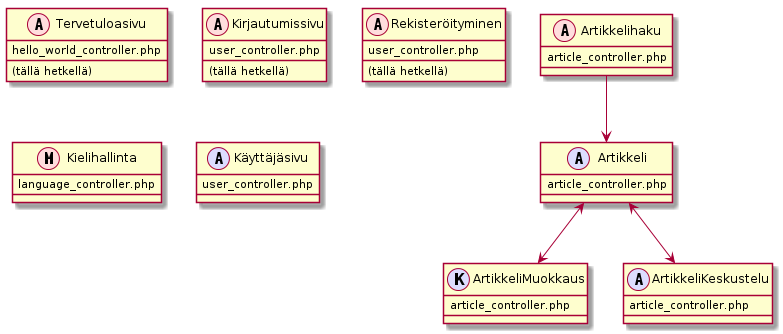 A Tervetuloasivu
hello_world_controller.php
(tällä hetkellä)
A Kirjautumissivu
user_controller.php
(tällä hetkellä)
A Rekisteröityminen
user_controller.php
(tällä hetkellä)
A Artikkelihaku
article_controller.php
H Kielihallinta
language_controller.php
A Käyttäjäsivu
user_controller.php
A Artikkeli
article_controller.php
K ArtikkeliMuokkaus
article_controller.php
A ArtikkeliKeskustelu
article_controller.php